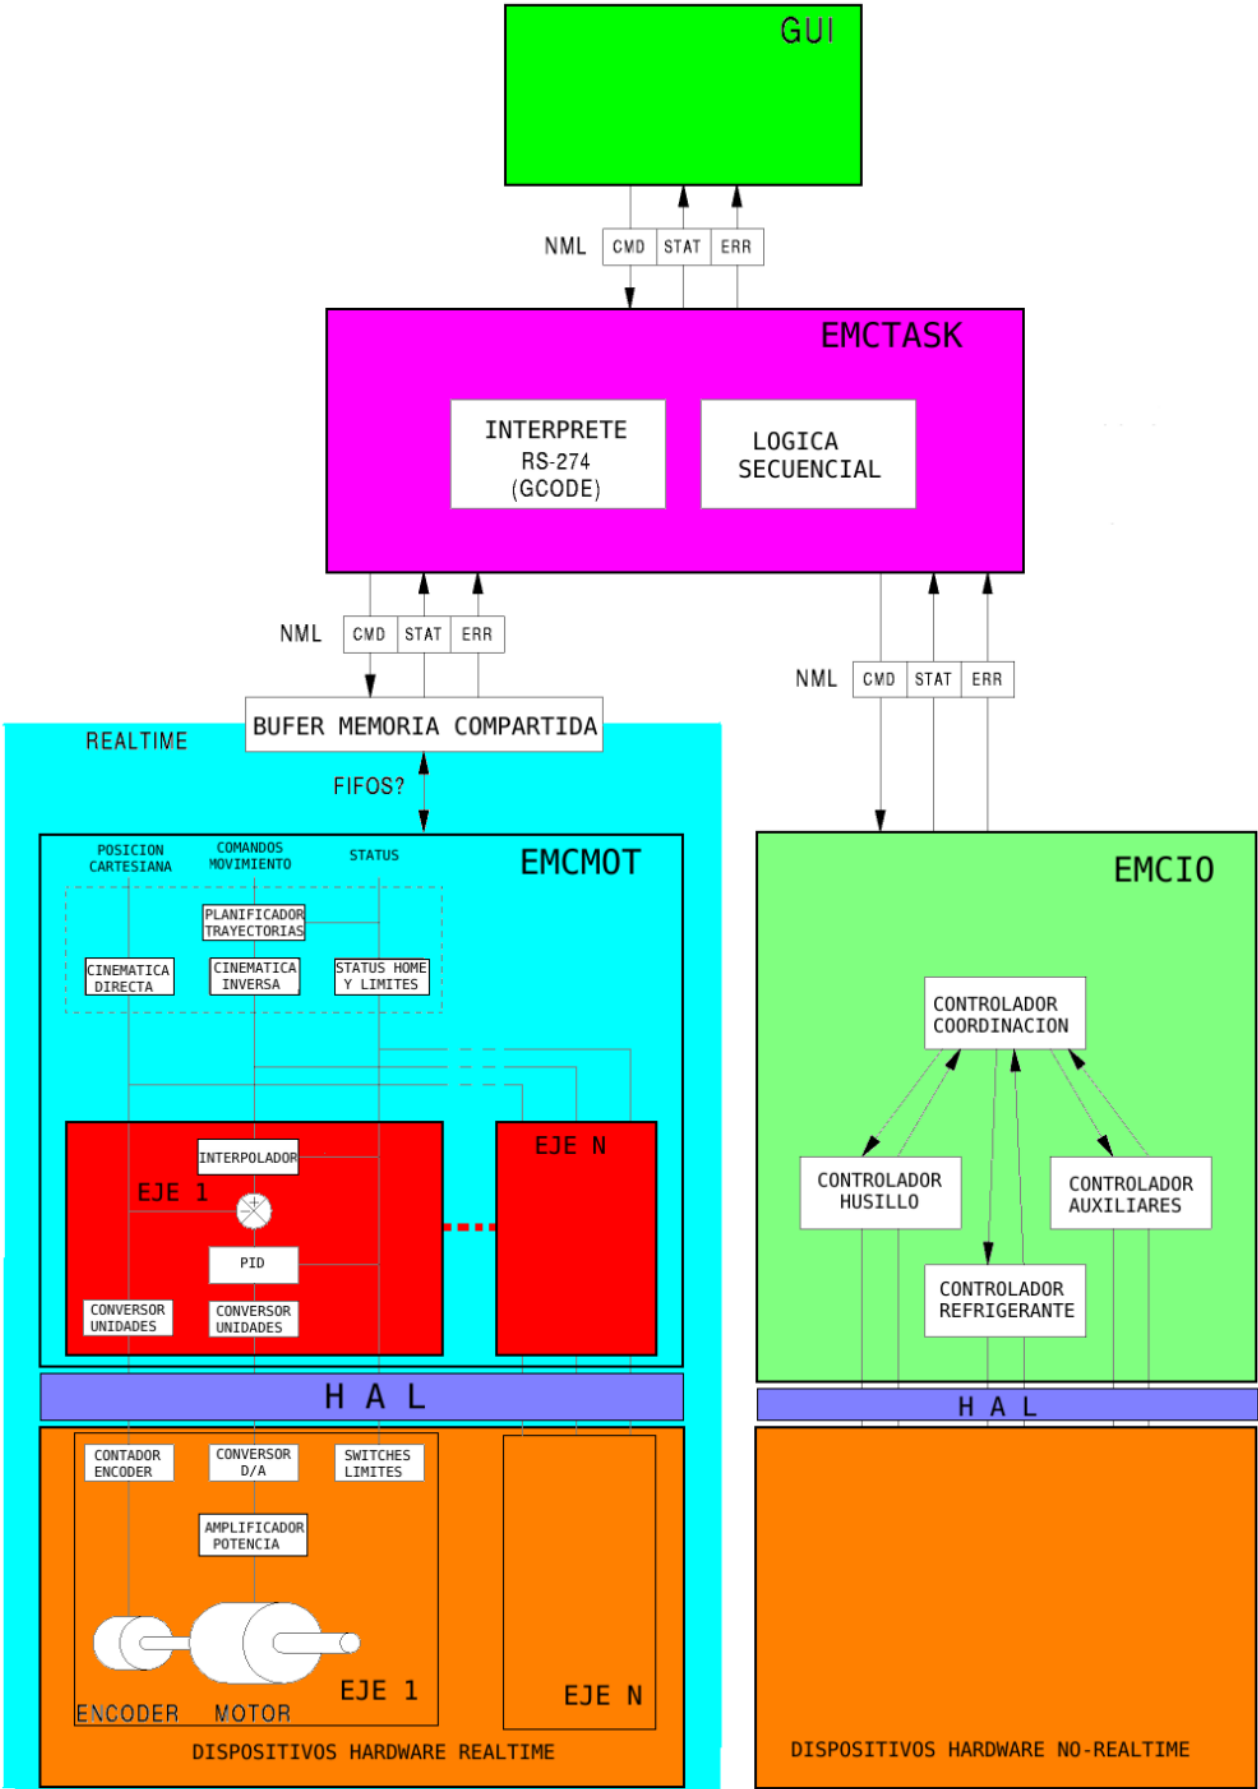 GUI
NML CMD STAT ERR
EMCTASK
INTERPRETE
RS-274
(GCODE)
LOGICA
SECUENCIAL
NML CMD STAT ERR
NML CMD STAT ERR
BUFER MEMORIA COMPARTIDA
REALTIME
FIFOS?
EMCMOT
POSICION
CARTESIANA
COMANDOS
MOVIMIENTO
STATUS
PLANIFICADOR
TRAYECTORIAS
CINEMATICA
DIRECTA
CINEMATICA
INVERSA
STATUS HOME
Y LIMITES
INTERPOLADOR
EJE 1
+
PID
CONVERSOR
UNIDADES
CONVERSOR
UNIDADES
EJE N
H A L
CONTADOR
ENCODER
CONVERSOR
D/A
SWITCHES
LIMITES
AMPLIFICADOR
POTENCIA
EJE 1
ENCODER
MOTOR
EJE N
DISPOSITIVOS HARDWARE REALTIME
EMCIO
CONTROLADOR
COORDINACION
CONTROLADOR
HUSILLO
CONTROLADOR
AUXILIARES
CONTROLADOR
REFRIGERANTE
H A L
DISPOSITIVOS HARDWARE NO-REALTIME